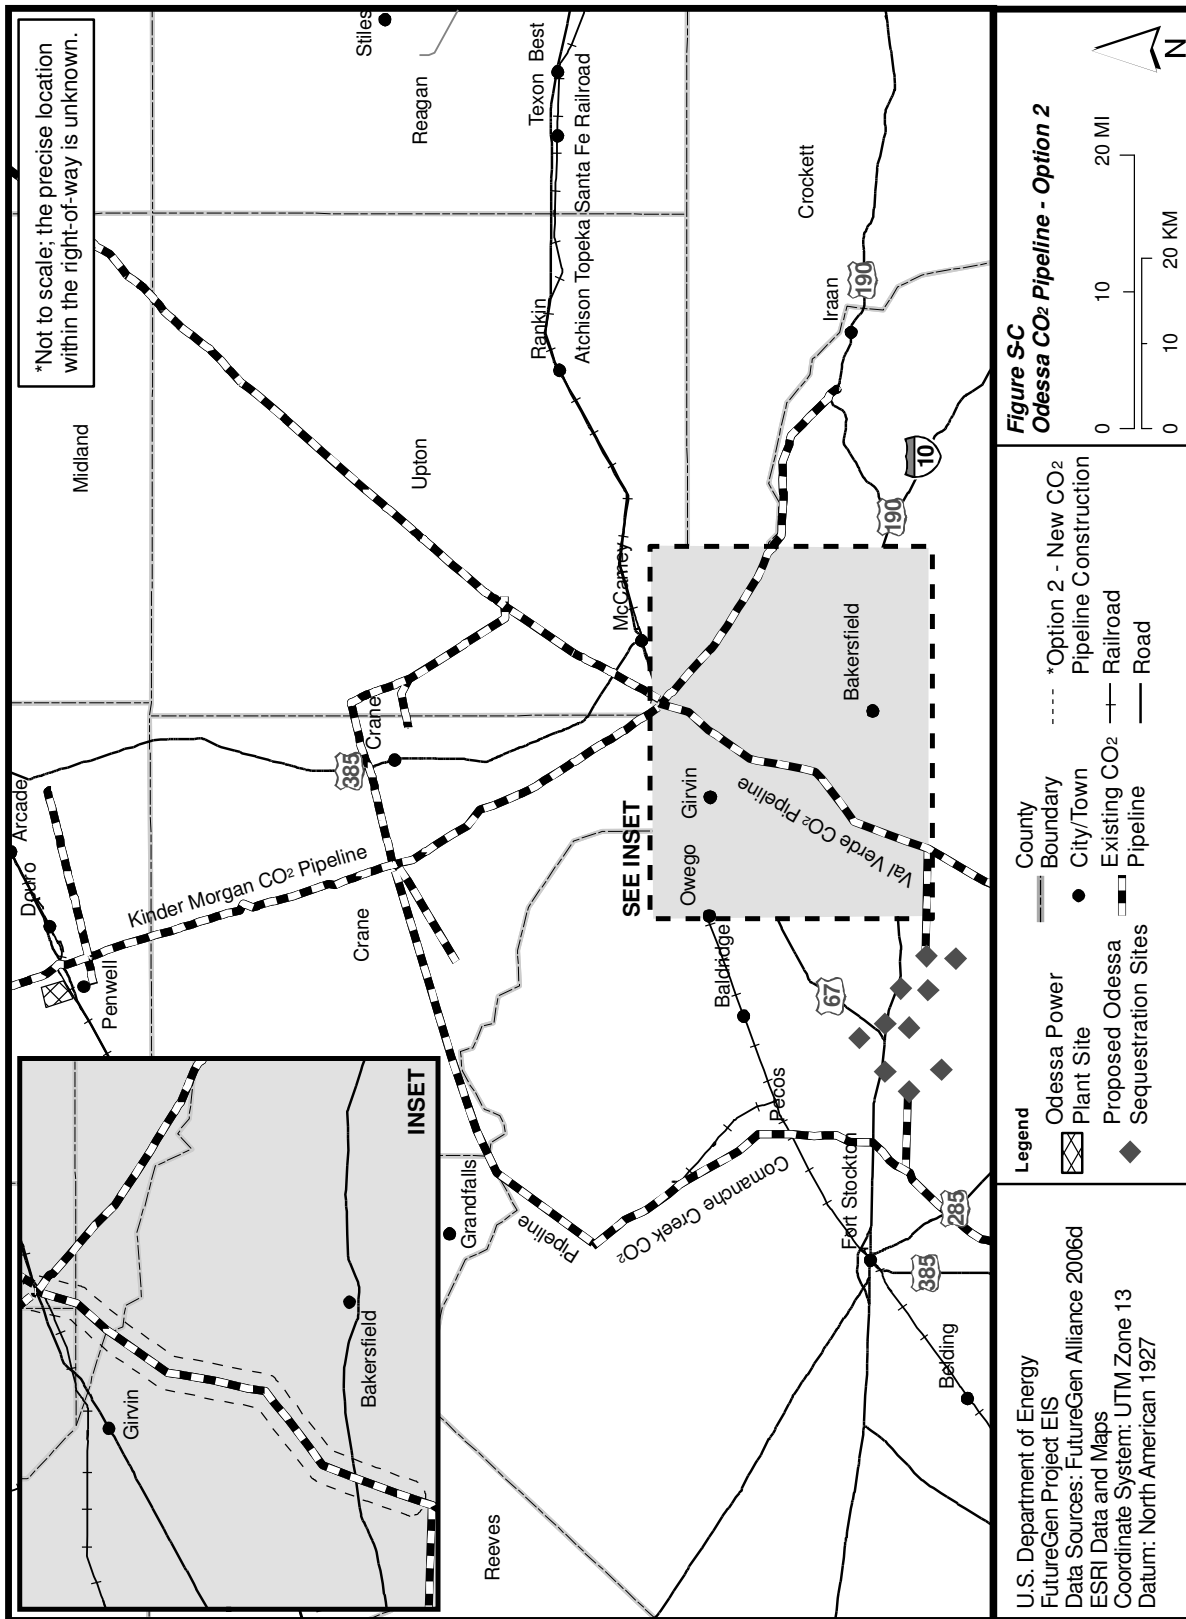 *Not to scale; the precise location
within the right-of-way is unknown.
Stiles
Reagan
Midland
Upton
Texon Best
Atchison Topeka Santa Fe Railroad
Rankin
Crockett
Iraan
190
10
190
McCamey
Bakersfield
Crane
385
Arcade
Douro
Penwell
Kinder Morgan CO2 Pipeline
Crane
SEE INSET
Owego
Girvin
Val Verde CO2 Pipeline
Baldridge
67
Pecos
Grandfalls
Comanche Creek CO2
Pipeline
Fort Stockton
285
385
Belding
Reeves
INSET
Girvin
Bakersfield
U.S. Department of Energy
FutureGen Project EIS
Data Sources: FutureGen Alliance 2006d
ESRI Data and Maps
Coordinate System: UTM Zone 13
Datum: North American 1927
Legend
Odessa Power
Plant Site
Proposed Odessa
Sequestration Sites
County
Boundary
City/Town
Existing CO2
Pipeline
*Option 2 - New CO2
Pipeline Construction
Railroad
Road
Figure S-C
Odessa CO2 Pipeline - Option 2
0 10 20 MI
0 10 20 KM
N